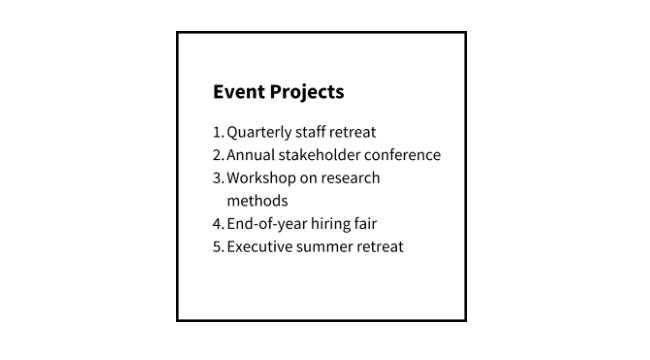 Event Projects
1. Quarterly staff retreat
2. Annual stakeholder conference
3. Workshop on research
methods
4. End-of-year hiring fair
5. Executive summer retreat